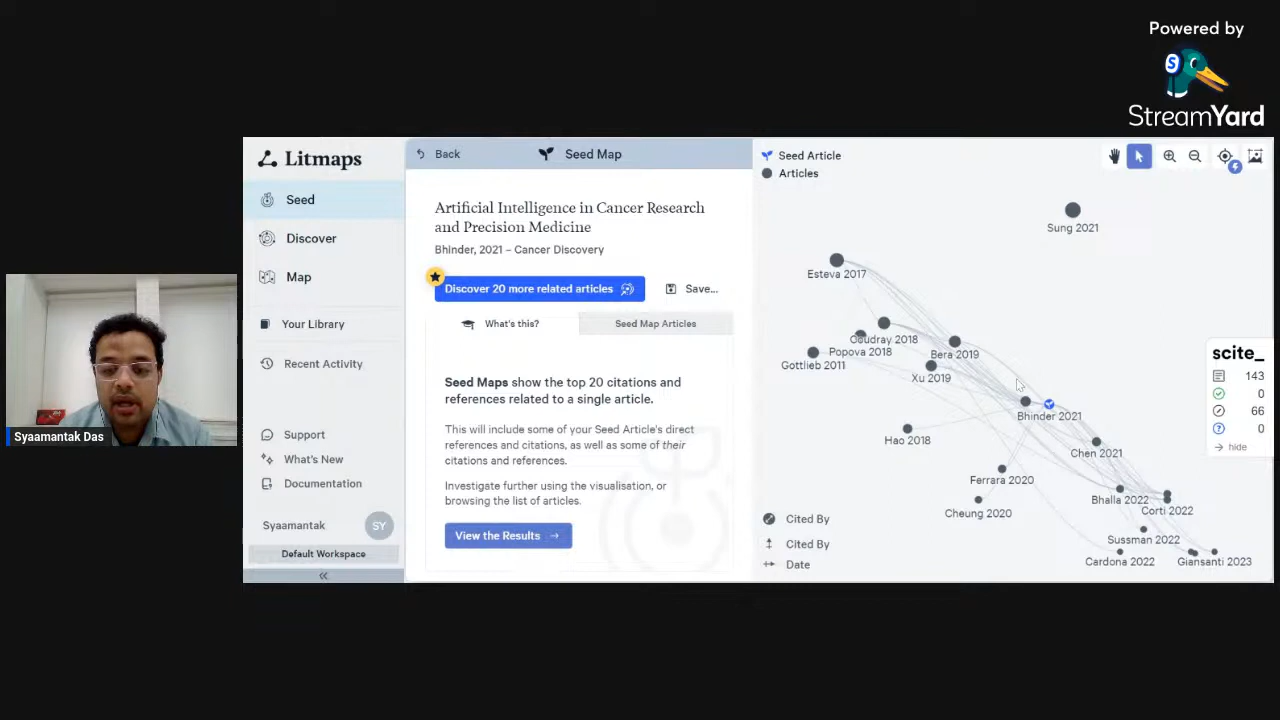 Powered by
StreamYard
Syaamantak Das
Litmaps
Seed
Discover
Map
Your Library
Recent Activity
Support
What's New
Documentation
Syaamantak
SY
Default Workspace
Back
Seed Map
Artificial Intelligence in Cancer Research
and Precision Medicine
Bhinder, 2021 – Cancer Discovery
Discover 20 more related articles
Save...
What's this?
Seed Map Articles
Seed Maps show the top 20 citations and
references related to a single article.
This will include some of your Seed Article's direct
references and citations, as well as some of their
citations and references.
Investigate further using the visualisation, or
browsing the list of articles.
View the Results →
Seed Article
Articles
Sung 2021
Esteva 2017
Coudray 2018
Popova 2018
Bera 2019
Gottlieb 2011
Xu 2019
Bhinder 2021
Hao 2018
Chen 2021
Ferrara 2020
Bhalla 2022
Cheung 2020
Corti 2022
Sussman 2022
Cardona 2022
Giansanti 2023
Cited By
Cited By
Date
scite_
143
0
66
0
hide